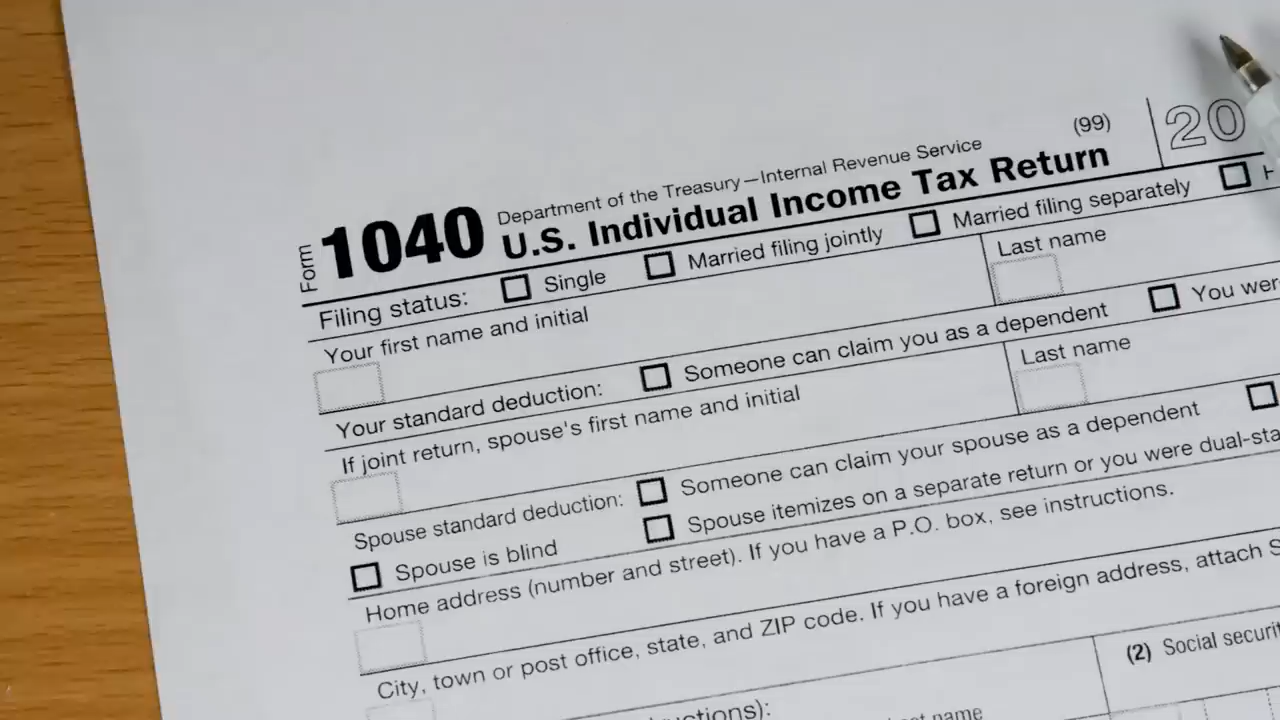 Form 1040 Department of the Treasury—Internal Revenue Service (99)
U.S. Individual Income Tax Return 20
Filing status: Single Married filing jointly Married filing separately
Your first name and initial Last name
Your standard deduction: Someone can claim you as a dependent You wer
If joint return, spouse's first name and initial Last name
Spouse standard deduction: Someone can claim your spouse as a dependent
Spouse is blind Spouse itemizes on a separate return or you were dual-sta
Home address (number and street). If you have a P.O. box, see instructions.
City, town or post office, state, and ZIP code. If you have a foreign address, attach S
(2) Social securit
name